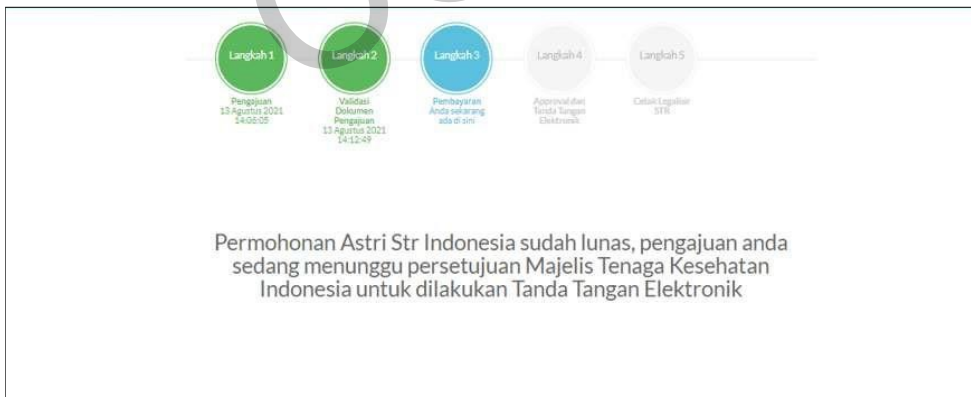 Langkah 1
Langkah 2
Langkah 3
Langkah 4
Langkah 5
Pengajuan
13 Agustus 2021
14:06:05
Validasi
Dokumen
Pengajuan
13 Agustus 2021
14:12:49
Pembayaran
Anda sekarang
ada di sini
Approval dan
Tanda Tangan
Elektronik
Cetak Legalisir
STR
Permohonan Astri Str Indonesia sudah lunas, pengajuan anda
sedang menunggu persetujuan Majelis Tenaga Kesehatan
Indonesia untuk dilakukan Tanda Tangan Elektronik